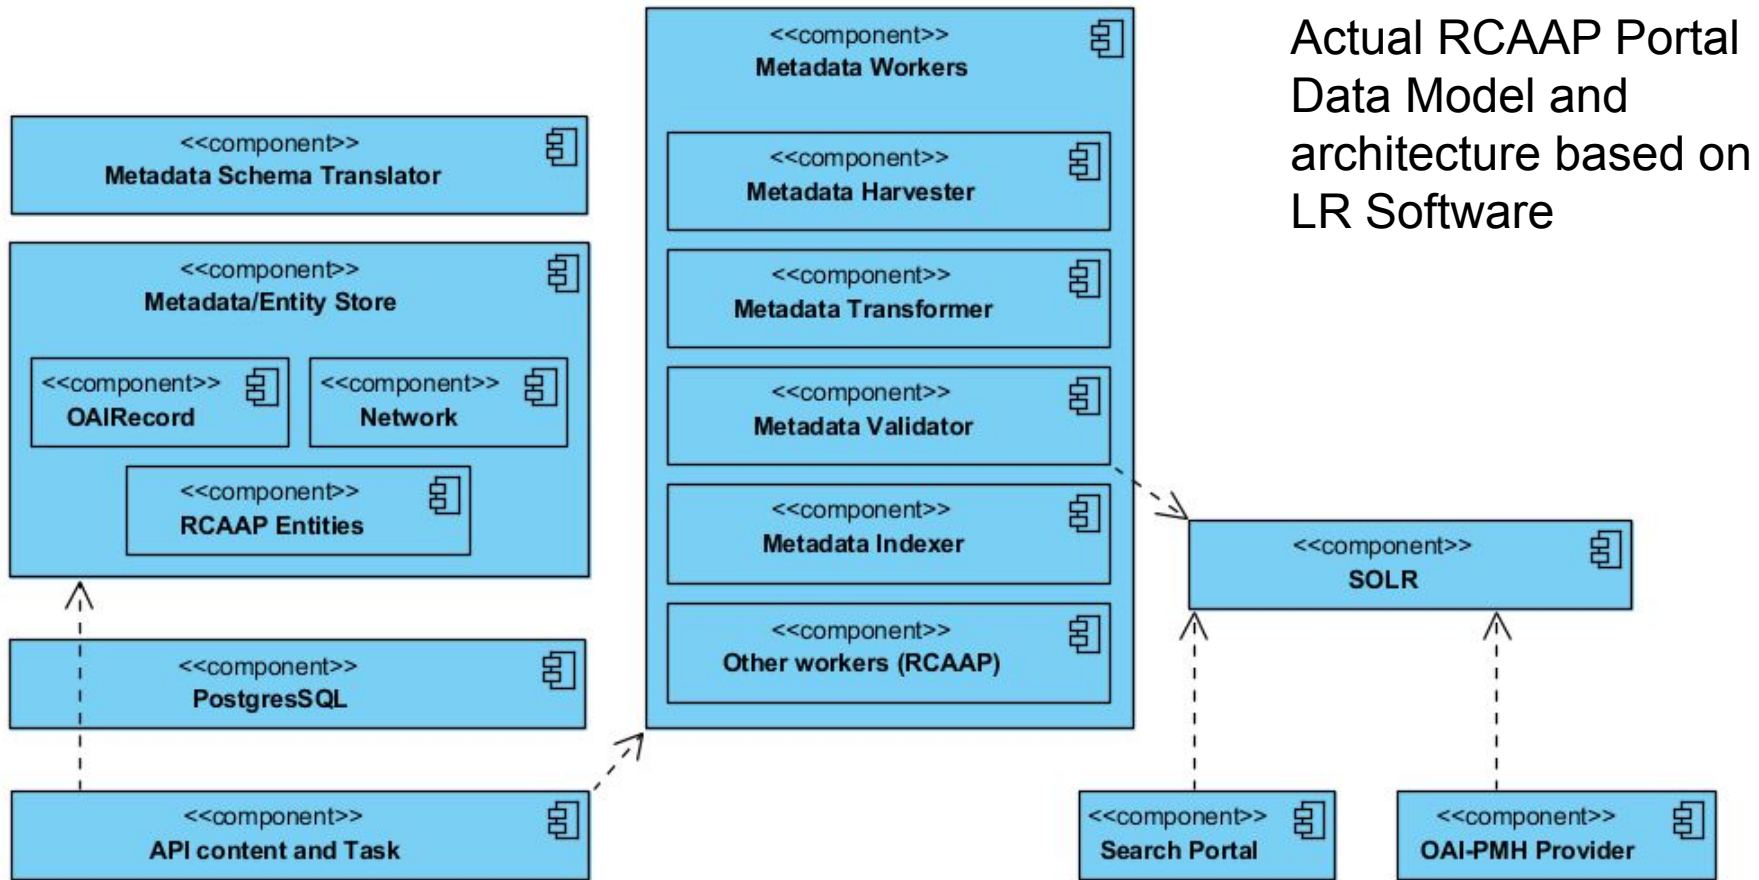 Actual RCAAP Portal
Data Model and
architecture based on
LR Software
<<component>>
Metadata Schema Translator
<<component>>
Metadata/Entity Store
<<component>>
OAIRecord
<<component>>
Network
<<component>>
RCAAP Entities
<<component>>
PostgresSQL
<<component>>
API content and Task
<<component>>
Metadata Workers
<<component>>
Metadata Harvester
<<component>>
Metadata Transformer
<<component>>
Metadata Validator
<<component>>
Metadata Indexer
<<component>>
Other workers (RCAAP)
<<component>>
SOLR
<<component>>
Search Portal
<<component>>
OAI-PMH Provider